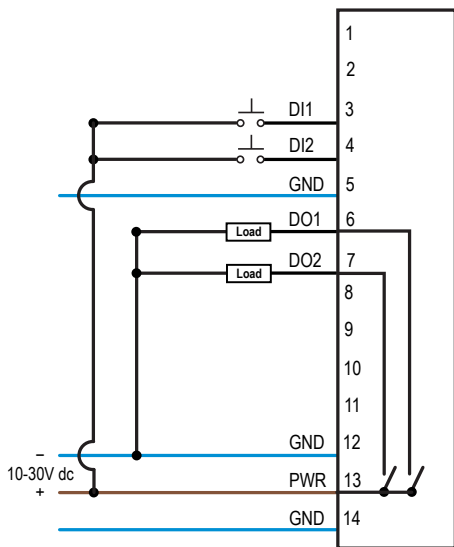 1
2
DI1 3
DI2 4
GND 5
DO1 6
Load
DO2 7
Load
8
9
10
11
– GND 12
10-30V dc
+ PWR 13
GND 14